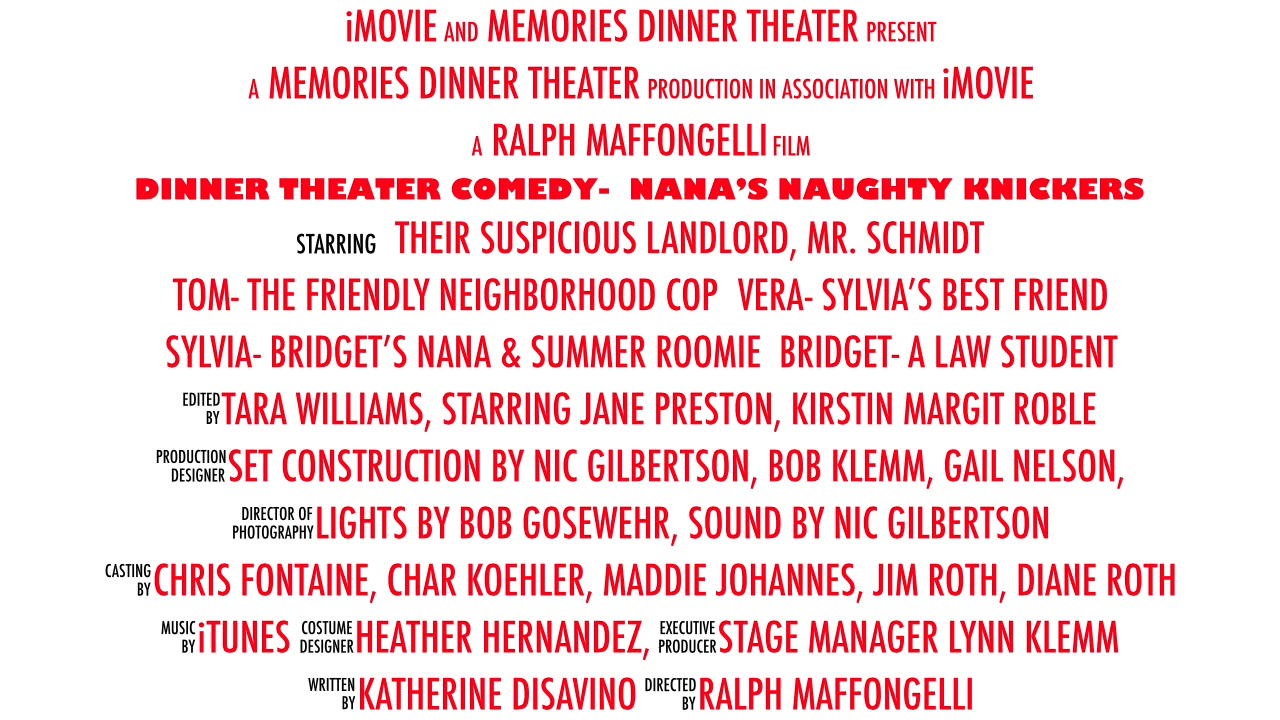 iMOVIE AND MEMORIES DINNER THEATER PRESENT
A MEMORIES DINNER THEATER PRODUCTION IN ASSOCIATION WITH iMOVIE
A RALPH MAFFONGELLI FILM
DINNER THEATER COMEDY- NANA'S NAUGHTY KNICKERS
STARRING THEIR SUSPICIOUS LANDLORD, MR. SCHMIDT
TOM- THE FRIENDLY NEIGHBORHOOD COP VERA- SYLVIA'S BEST FRIEND
SYLVIA- BRIDGET'S NANA & SUMMER ROOMIE BRIDGET- A LAW STUDENT
EDITED BY TARA WILLIAMS, STARRING JANE PRESTON, KIRSTIN MARGIT ROBLE
PRODUCTION DESIGNER SET CONSTRUCTION BY NIC GILBERTSON, BOB KLEMM, GAIL NELSON,
DIRECTOR OF PHOTOGRAPHY LIGHTS BY BOB GOSEWEHR, SOUND BY NIC GILBERTSON
CASTING BY CHRIS FONTAINE, CHAR KOEHLER, MADDIE JOHANNES, JIM ROTH, DIANE ROTH
MUSIC BY iTUNES COSTUME DESIGNER HEATHER HERNANDEZ, EXECUTIVE PRODUCER STAGE MANAGER LYNN KLEMM
WRITTEN BY KATHERINE DISAVINO DIRECTED BY RALPH MAFFONGELLI